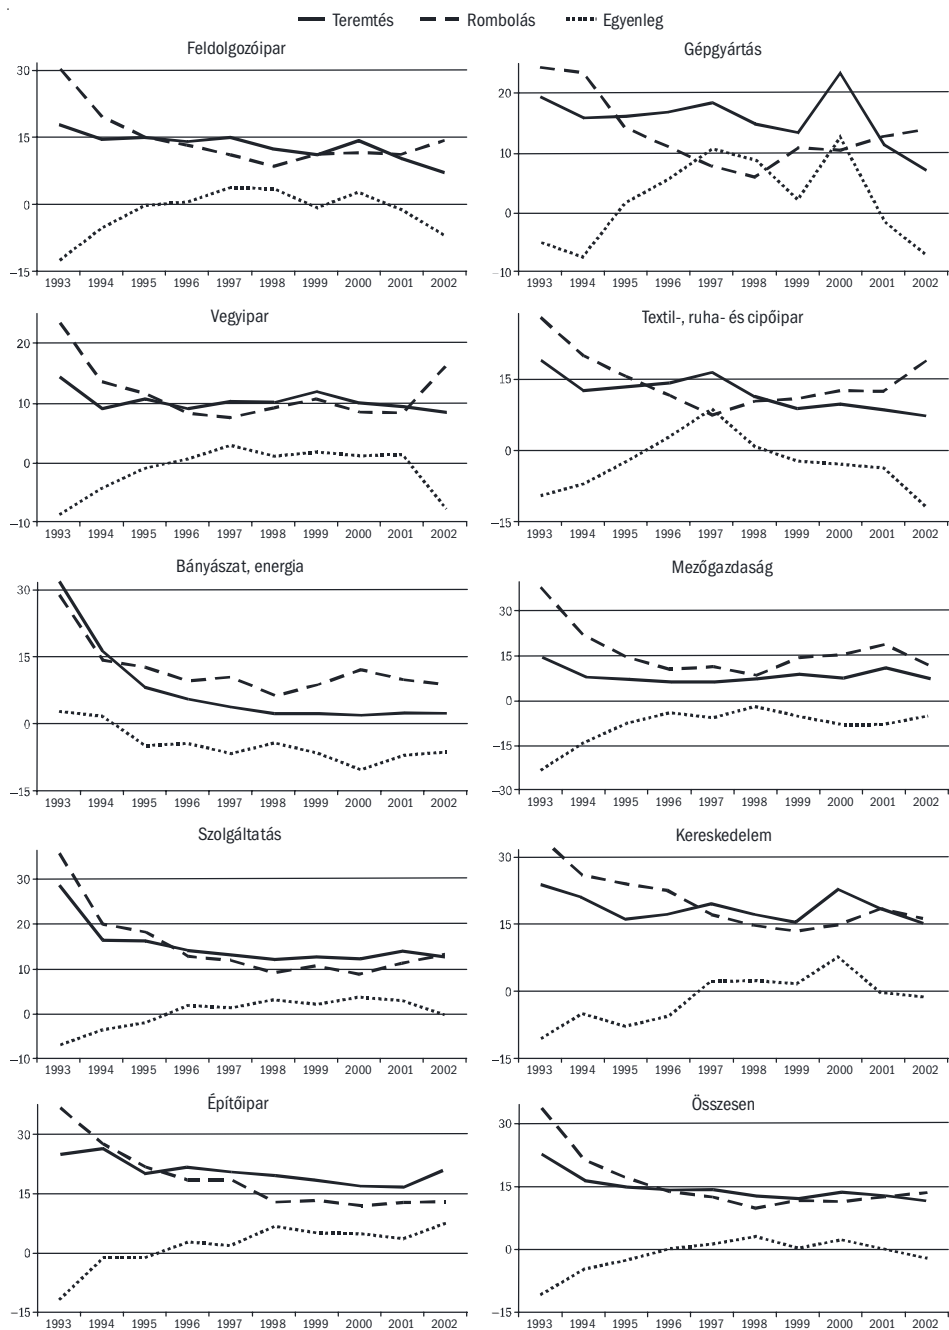 Teremtés Rombolás Egyenleg
Feldolgozóipar
30
15
0
–15
1993 1994 1995 1996 1997 1998 1999 2000 2001 2002
Gépgyártás
20
10
0
–10
1993 1994 1995 1996 1997 1998 1999 2000 2001 2002
Vegyipar
20
10
0
–10
1993 1994 1995 1996 1997 1998 1999 2000 2001 2002
Textil-, ruha- és cipőipar
15
0
–15
1993 1994 1995 1996 1997 1998 1999 2000 2001 2002
Bányászat, energia
30
15
0
–15
1993 1994 1995 1996 1997 1998 1999 2000 2001 2002
Mezőgazdaság
30
15
0
–15
–30
1993 1994 1995 1996 1997 1998 1999 2000 2001 2002
Szolgáltatás
30
20
10
0
–10
1993 1994 1995 1996 1997 1998 1999 2000 2001 2002
Kereskedelem
30
15
0
–15
1993 1994 1995 1996 1997 1998 1999 2000 2001 2002
Építőipar
30
15
0
–15
1993 1994 1995 1996 1997 1998 1999 2000 2001 2002
Összesen
30
15
0
–15
1993 1994 1995 1996 1997 1998 1999 2000 2001 2002